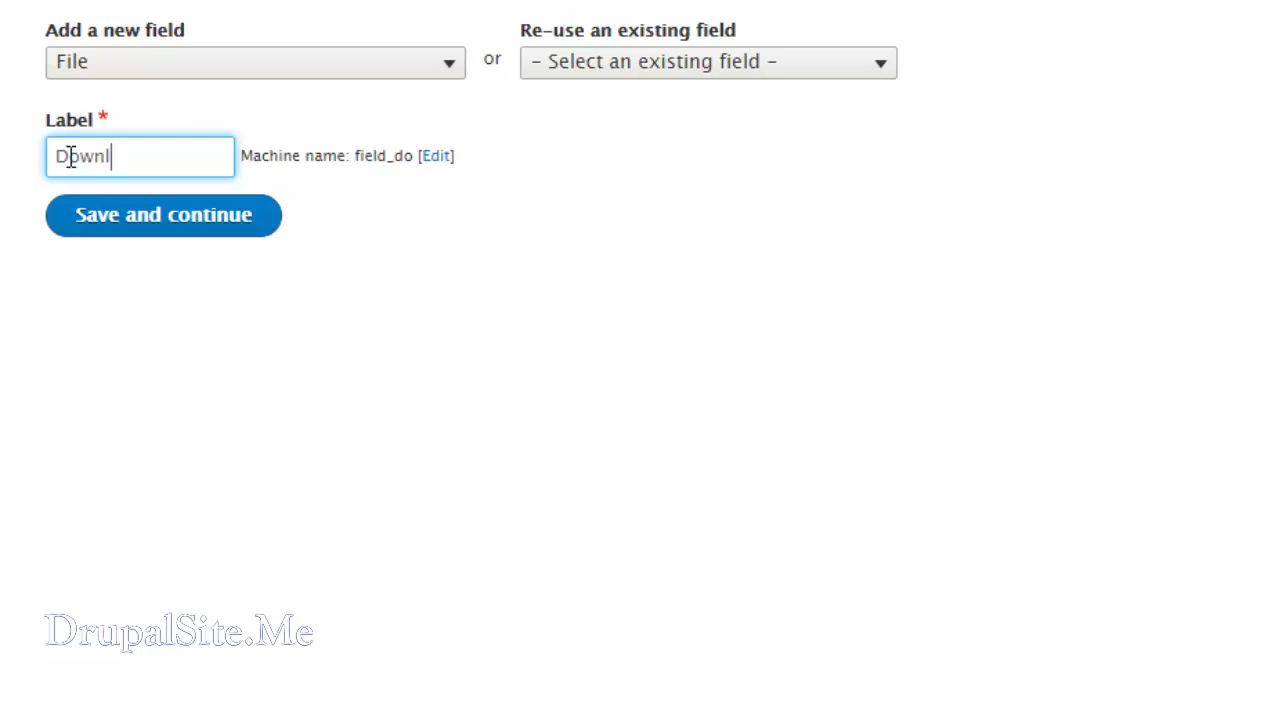 Add a new field
Re-use an existing field
File
or
- Select an existing field -
Label *
Downl
Machine name: field_do [Edit]
Save and continue
DrupalSite.Me